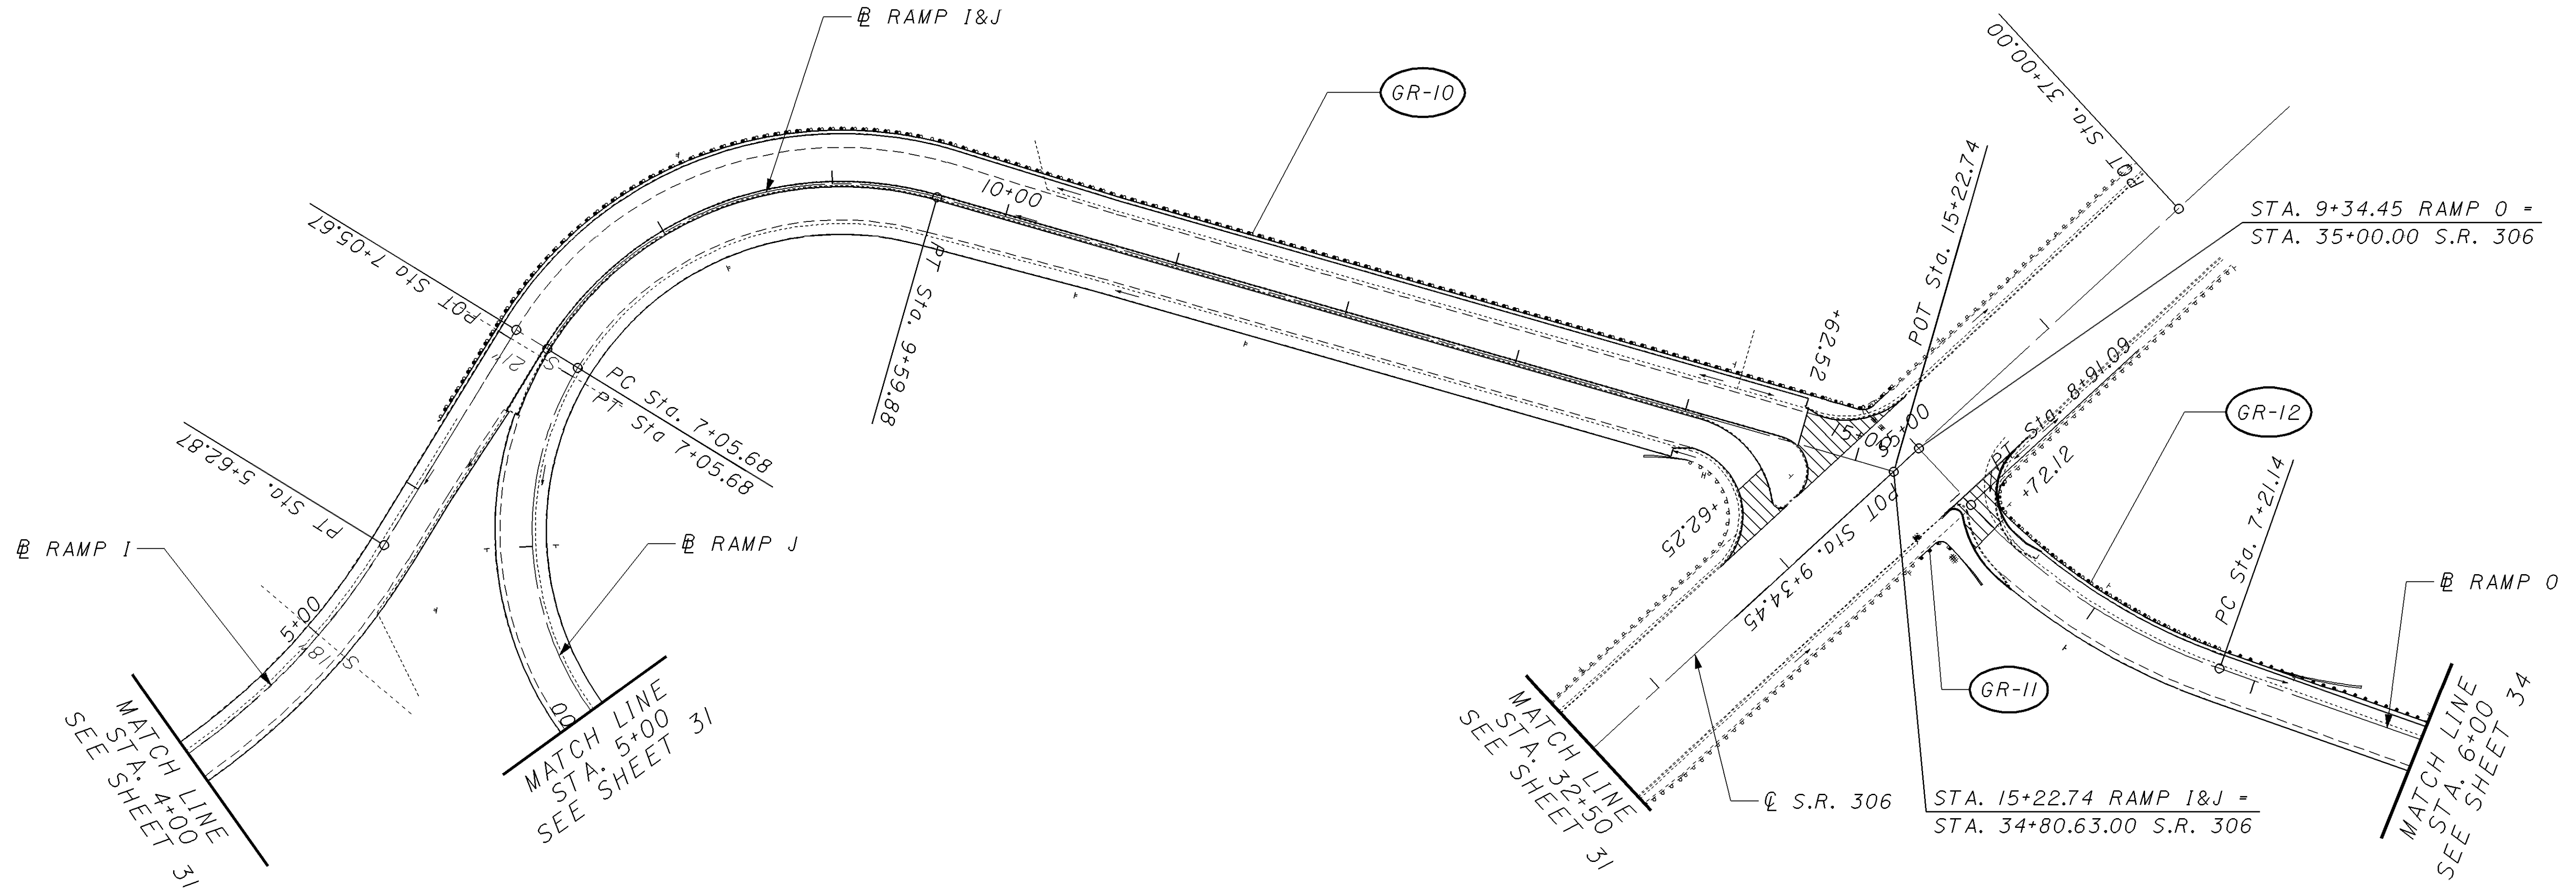 ℄ RAMP I&J
GR-10
POT Sta. 37+00.00
POT Sta. 15+22.74
STA. 9+34.45 RAMP O =
STA. 35+00.00 S.R. 306
10+00
POT Sta 7+05.67
PC Sta. 7+05.68
PT Sta 7+05.68
PT Sta. 9+59.88
+62.52
35+00
PT Sta. 8+91.09
GR-12
+72.12
PT Sta. 5+62.87
+62.25
PC Sta. 7+21.14
POT Sta. 9+34.45
℄ RAMP I
℄ RAMP J
℄ RAMP O
5+00
00
GR-11
MATCH LINE
STA. 4+00
SEE SHEET 31
MATCH LINE
STA. 5+00
SEE SHEET 31
MATCH LINE
STA. 32+50
SEE SHEET 31
℄ S.R. 306
STA. 15+22.74 RAMP I&J =
STA. 34+80.63.00 S.R. 306
MATCH LINE
STA. 6+00
SEE SHEET 34